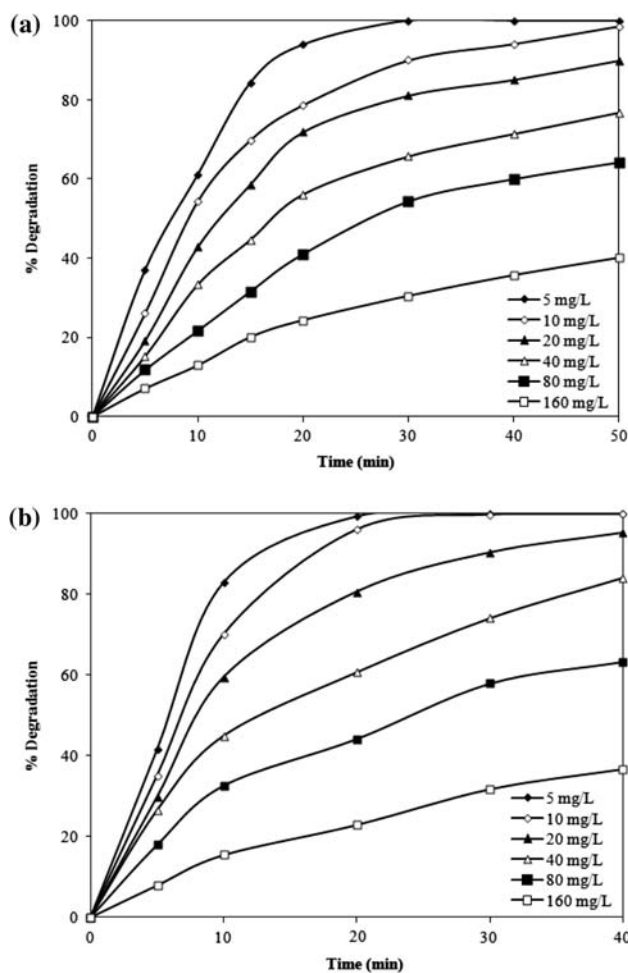 (a)
100
80
60
40
20
0
% Degradation
5 mg/L
10 mg/L
20 mg/L
40 mg/L
80 mg/L
160 mg/L
0 10 20 30 40 50
Time (min)
(b)
100
80
60
40
20
0
% Degradation
5 mg/L
10 mg/L
20 mg/L
40 mg/L
80 mg/L
160 mg/L
0 10 20 30 40
Time (min)